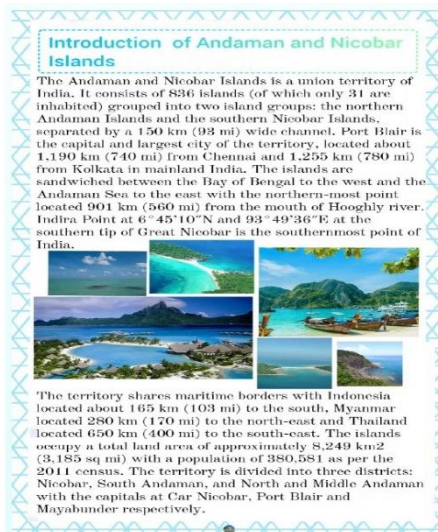 Introduction of Andaman and Nicobar
Islands
The Andaman and Nicobar Islands is a union territory of
India. It consists of 836 islands (of which only 31 are
inhabited) grouped into two island groups: the northern
Andaman Islands and the southern Nicobar Islands,
separated by a 150 km (93 mi) wide channel. Port Blair is
the capital and largest city of the territory, located about
1,190 km (740 mi) from Chennai and 1,255 km (780 mi)
from Kolkata in mainland India. The islands are
sandwiched between the Bay of Bengal to the west and the
Andaman Sea to the east with the northern-most point
located 901 km (560 mi) from the mouth of Hooghly river.
Indira Point at 6°45'10"N and 93°49'36"E at the
southern tip of Great Nicobar is the southernmost point of
India.
The territory shares maritime borders with Indonesia
located about 165 km (103 mi) to the south, Myanmar
located 280 km (170 mi) to the north-east and Thailand
located 650 km (400 mi) to the south-east. The islands
occupy a total land area of approximately 8,249 km2
(3,185 sq mi) with a population of 380,581 as per the
2011 census. The territory is divided into three districts:
Nicobar, South Andaman, and North and Middle Andaman
with the capitals at Car Nicobar, Port Blair and
Mayabunder respectively.